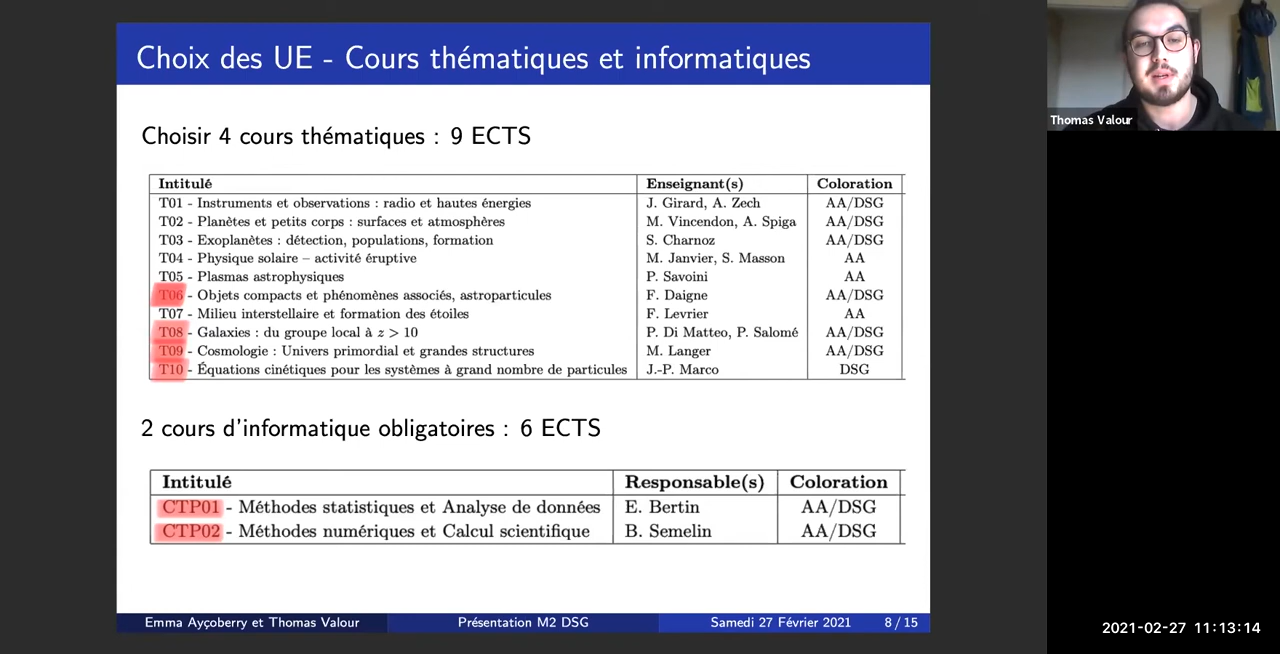 Choix des UE - Cours thématiques et informatiques
Choisir 4 cours thématiques : 9 ECTS
Intitulé Enseignant(s) Coloration
T01 - Instruments et observations : radio et hautes énergies J. Girard, A. Zech AA/DSG
T02 - Planètes et petits corps : surfaces et atmosphères M. Vincendon, A. Spiga AA/DSG
T03 - Exoplanètes : détection, populations, formation S. Charnoz AA/DSG
T04 - Physique solaire – activité éruptive M. Janvier, S. Masson AA
T05 - Plasmas astrophysiques P. Savoini AA
T06 - Objets compacts et phénomènes associés, astroparticules F. Daigne AA/DSG
T07 - Milieu interstellaire et formation des étoiles F. Levrier AA
T08 - Galaxies : du groupe local à z > 10 P. Di Matteo, P. Salomé AA/DSG
T09 - Cosmologie : Univers primordial et grandes structures M. Langer AA/DSG
T10 - Équations cinétiques pour les systèmes à grand nombre de particules J.-P. Marco DSG
2 cours d'informatique obligatoires : 6 ECTS
Intitulé Responsable(s) Coloration
CTP01 - Méthodes statistiques et Analyse de données E. Bertin AA/DSG
CTP02 - Méthodes numériques et Calcul scientifique B. Semelin AA/DSG
Emma Ayçoberry et Thomas Valour Présentation M2 DSG Samedi 27 Février 2021 8 / 15
Thomas Valour
2021-02-27 11:13:14